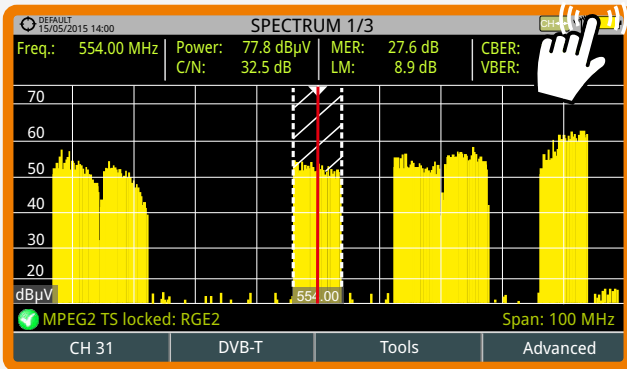 DEFAULT
15/05/2015 14:00
SPECTRUM 1/3
CH
Freq.: 554.00 MHz Power: 77.8 dBµV MER: 27.6 dB CBER:
C/N: 32.5 dB LM: 8.9 dB VBER:
70
60
50
40
30
20
dBµV
554.00
MPEG2 TS locked: RGE2 Span: 100 MHz
CH 31 DVB-T Tools Advanced